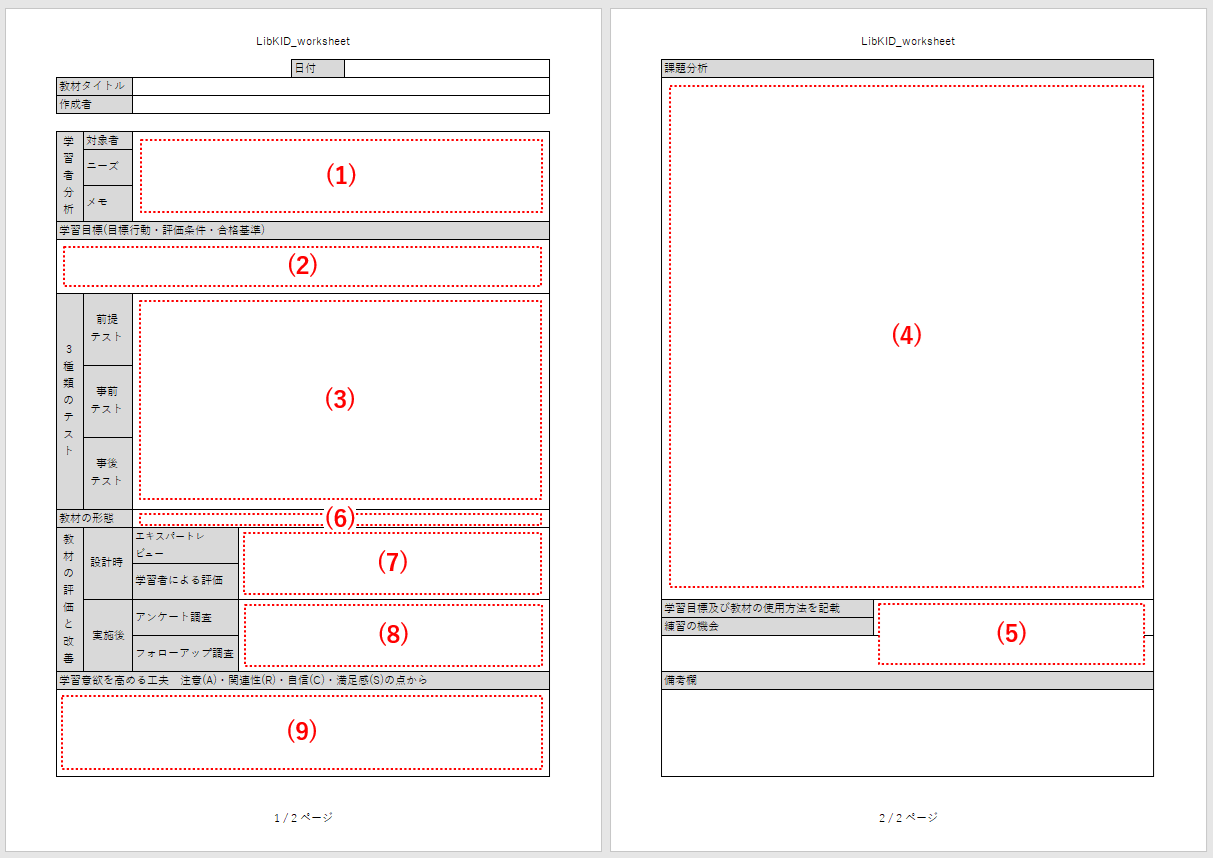 LibKID_worksheet
日付
教材タイトル
作成者
学習者分析
対象者
ニーズ
メモ
(1)
学習目標(目標行動・評価条件・合格基準)
(2)
3種類のテスト
前提
テスト
事前
テスト
事後
テスト
(3)
教材の形態
(6)
教材の評価と改善
設計時
エキスパートレ
ビュー
学習者による評価
(7)
実施後
アンケート調査
フォローアップ調査
(8)
学習意欲を高める工夫 注意(A)・関連性(R)・自信(C)・満足感(S)の点から
(9)
1 / 2 ページ
LibKID_worksheet
課題分析
(4)
学習目標及び教材の使用方法を記載
練習の機会
(5)
備考欄
2 / 2 ページ